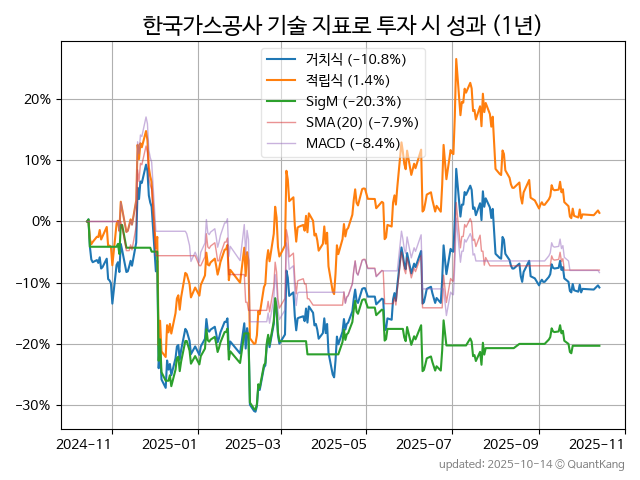 한국가스공사 기술 지표로 투자 시 성과 (1년)
거치식 (−10.8%)
적립식 (1.4%)
SigM (−20.3%)
SMA(20) (−7.9%)
MACD (−8.4%)
20%
10%
0%
−10%
−20%
−30%
2024-11 2025-01 2025-03 2025-05 2025-07 2025-09 2025-11
updated: 2025-10-14 © QuantKang